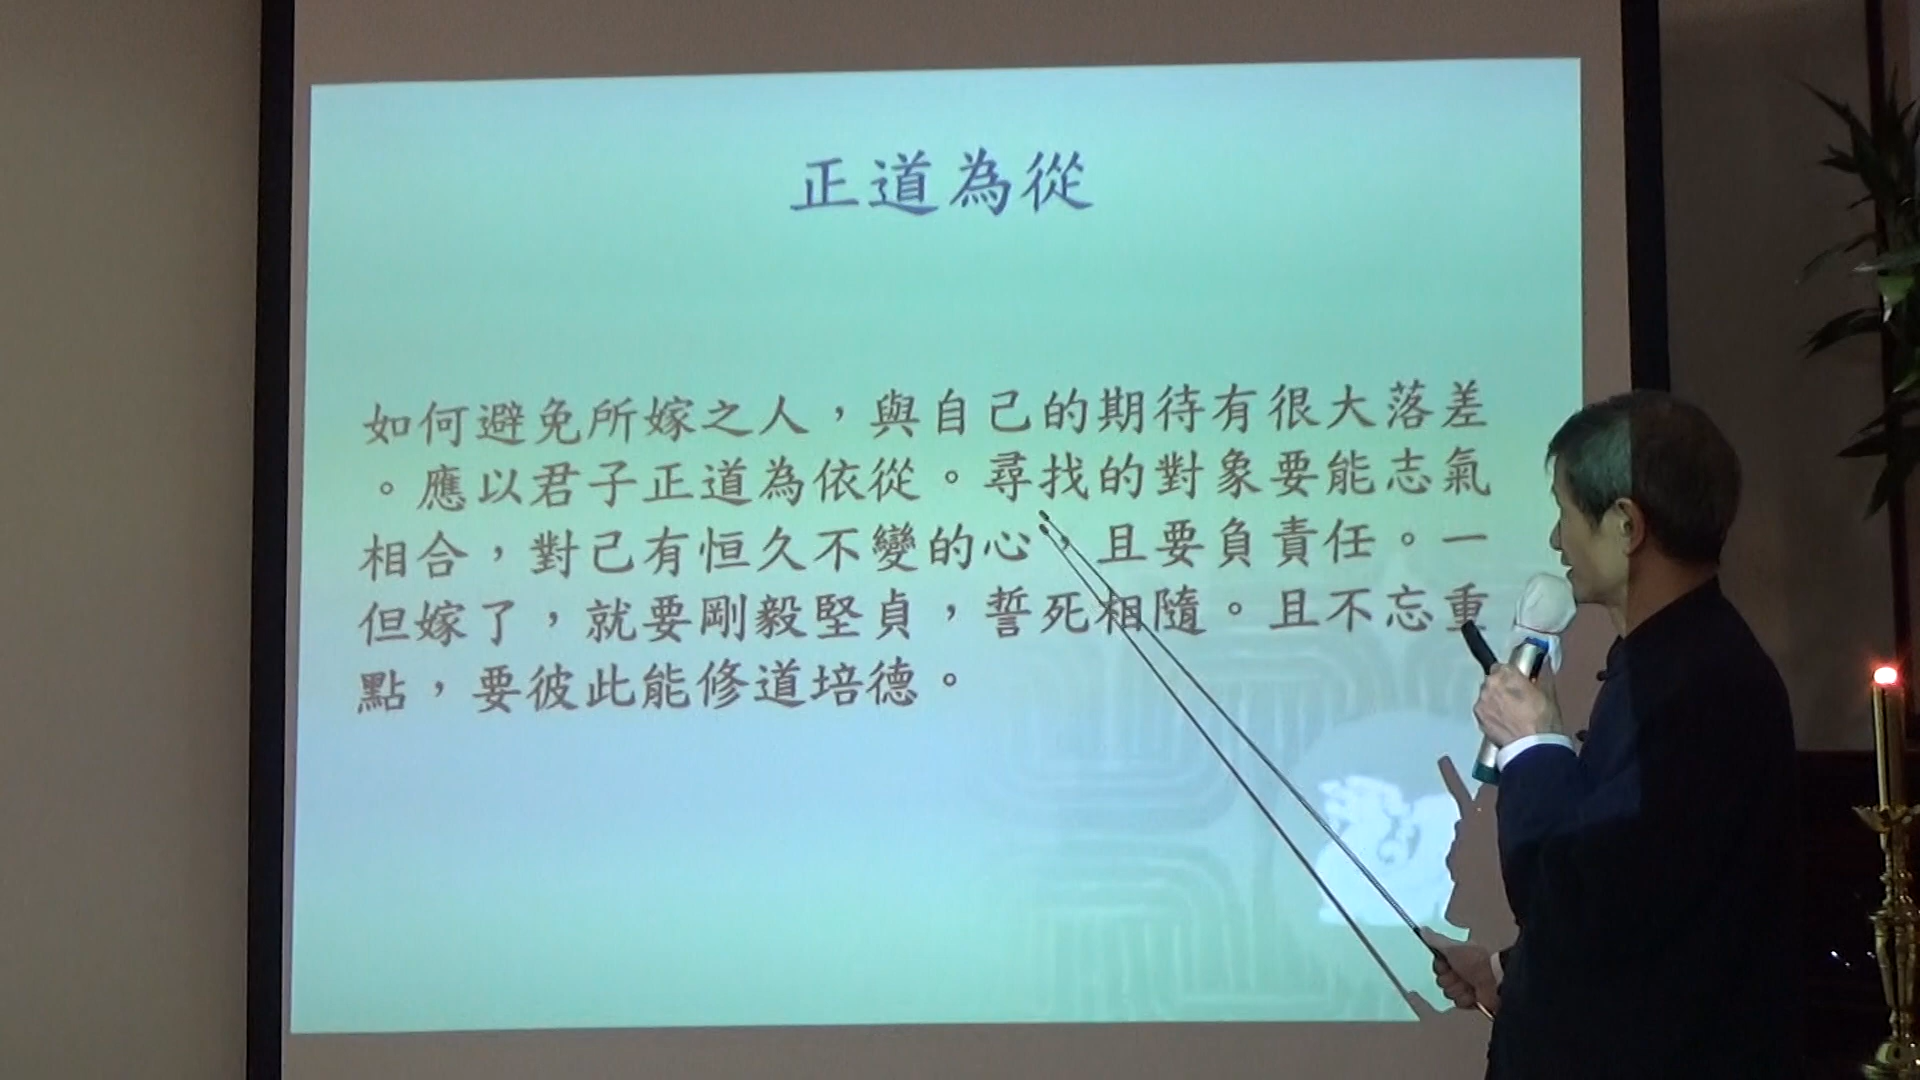 正道為從
如何避免所嫁之人，與自己的期待有很大落差
。應以君子正道為依從。尋找的對象要能志氣
相合，對己有恒久不變的心，且要負責任。一
但嫁了，就要剛毅堅貞，誓死相隨。且不忘重
點，要彼此能修道培德。